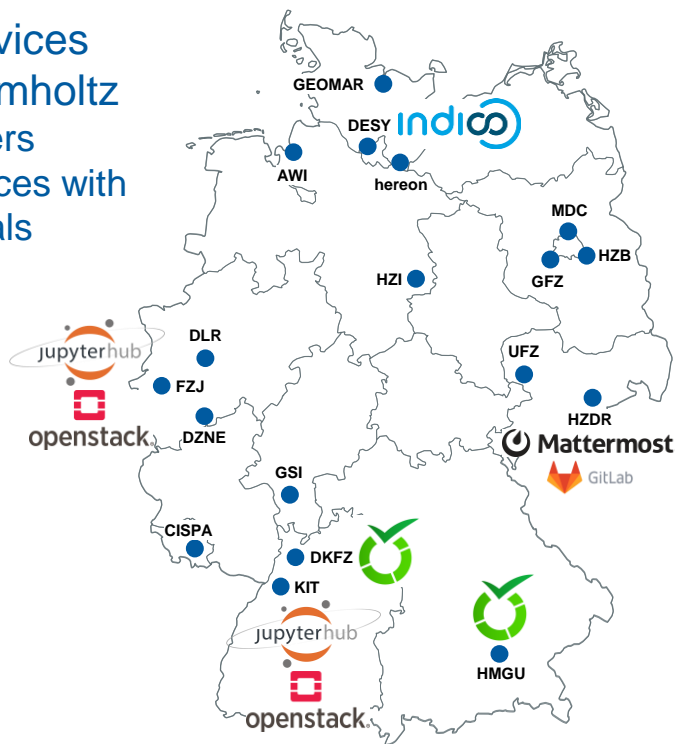 vices
mholtz
ers
ces with
als
GEOMAR
DESY
indico
AWI
hereon
MDC
HZB
GFZ
HZI
DLR
jupyterhub
FZJ
UFZ
openstack.
DZNE
HZDR
Mattermost
GitLab
GSI
CISPA
DKFZ
KIT
jupyterhub
HMGU
openstack.